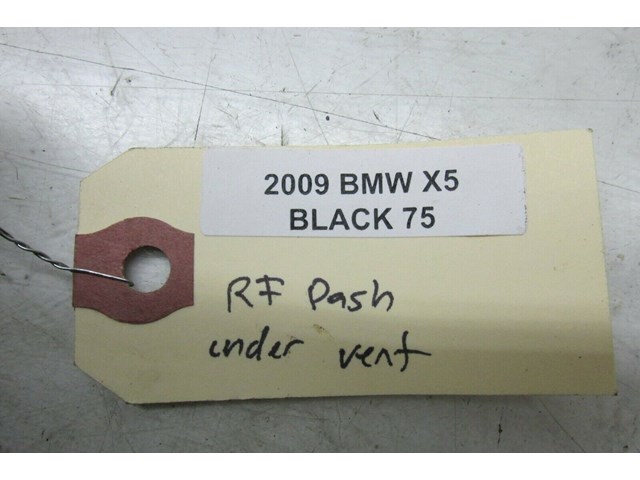 2009 BMW X5
BLACK 75
RF Dash
under vent